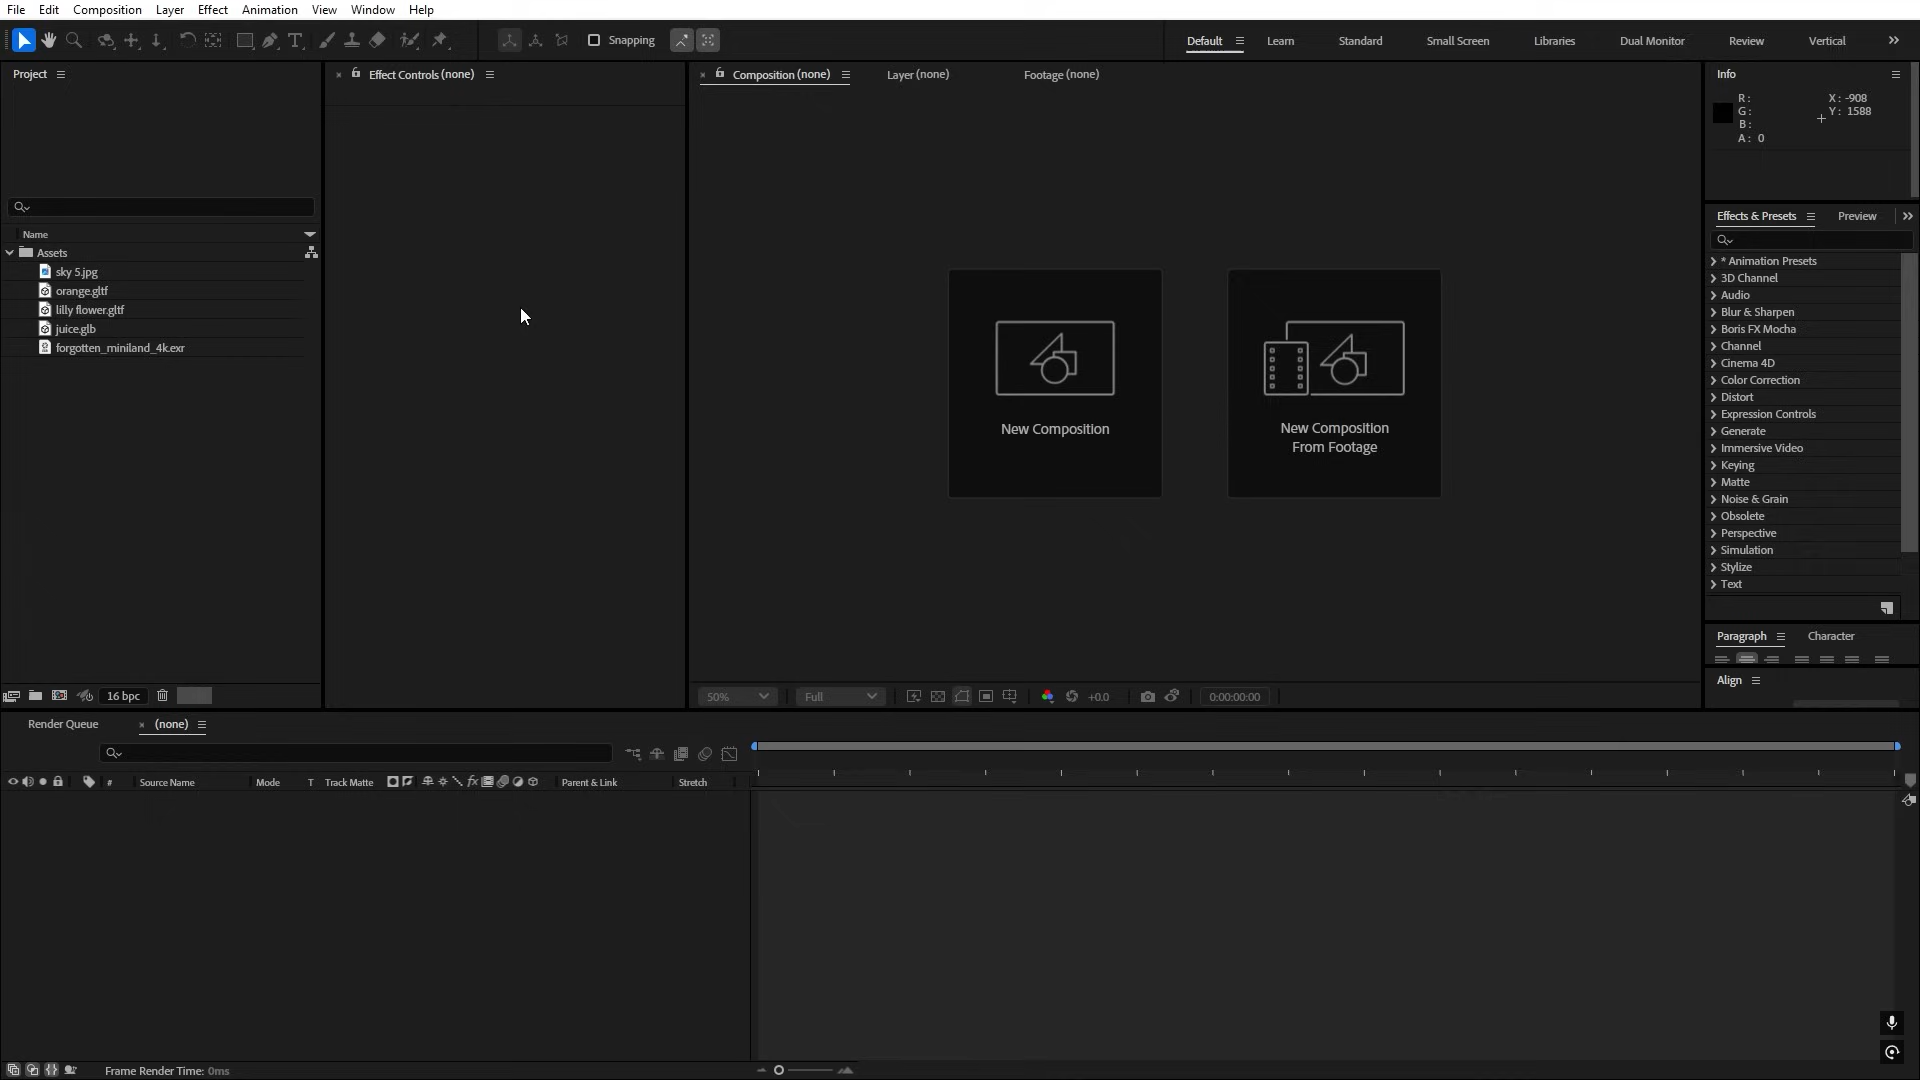 File Edit Composition Layer Effect Animation View Window Help
Snapping
Default Learn Standard Small Screen Libraries Dual Monitor Review Vertical
Project
Effect Controls (none)
Composition (none) Layer (none) Footage (none)
Info
R:
G:
B:
A: 0
X: -908
Y: 1588
Name
Assets
sky 5.jpg
orange.gltf
lilly flower.gltf
juice.glb
forgotten_miniland_4k.exr
New Composition
New Composition
From Footage
Effects & Presets Preview
* Animation Presets
3D Channel
Audio
Blur & Sharpen
Boris FX Mocha
Channel
Cinema 4D
Color Correction
Distort
Expression Controls
Generate
Immersive Video
Keying
Matte
Noise & Grain
Obsolete
Perspective
Simulation
Stylize
Text
Paragraph Character
Align
16 bpc
50% Full +0.0 0:00:00:00
Render Queue (none)
# Source Name Mode T Track Matte fx Parent & Link Stretch
Frame Render Time: 0ms